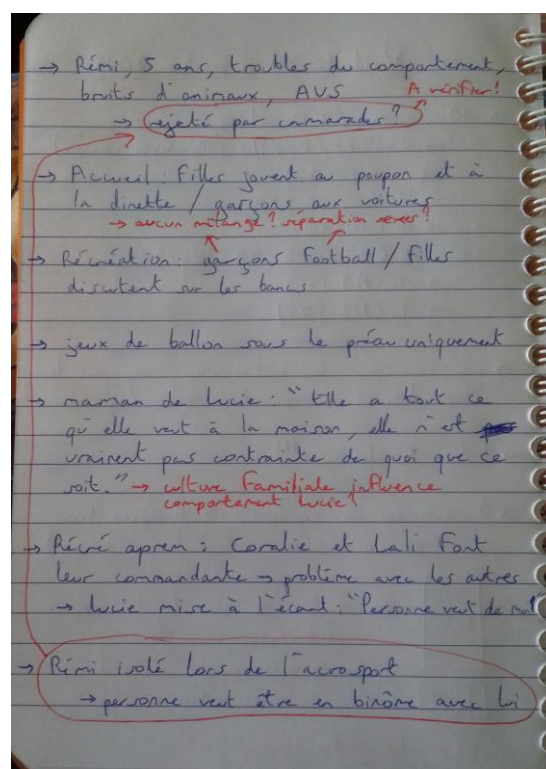 → Rémi, 5 ans, troubles du comportement,
bruits d'animaux, AVS A vérifier!
→ rejeté par camarades?
→ Accueil : Filles jouent au poupon et à
la dinette / garçons aux voitures
→ aucun mélange? séparation sexes?
→ Récréation : garçons Football / Filles
discutent sur les bancs
→ jeux de ballon sous le préau uniquement
→ maman de Lucie : "Elle a tout ce
qu'elle veut à la maison, elle n'est
vraiment pas contrainte de quoi que ce
soit." → culture Familiale influence
comportement Lucie?
→ Récré aprem : Coralie et Lali Font
leur commandante → problème avec les autres
→ Lucie mise à l'écart : "Personne veut de moi"
→ Rémi isolé lors de l'acrosport
→ personne veut être en binôme avec lui